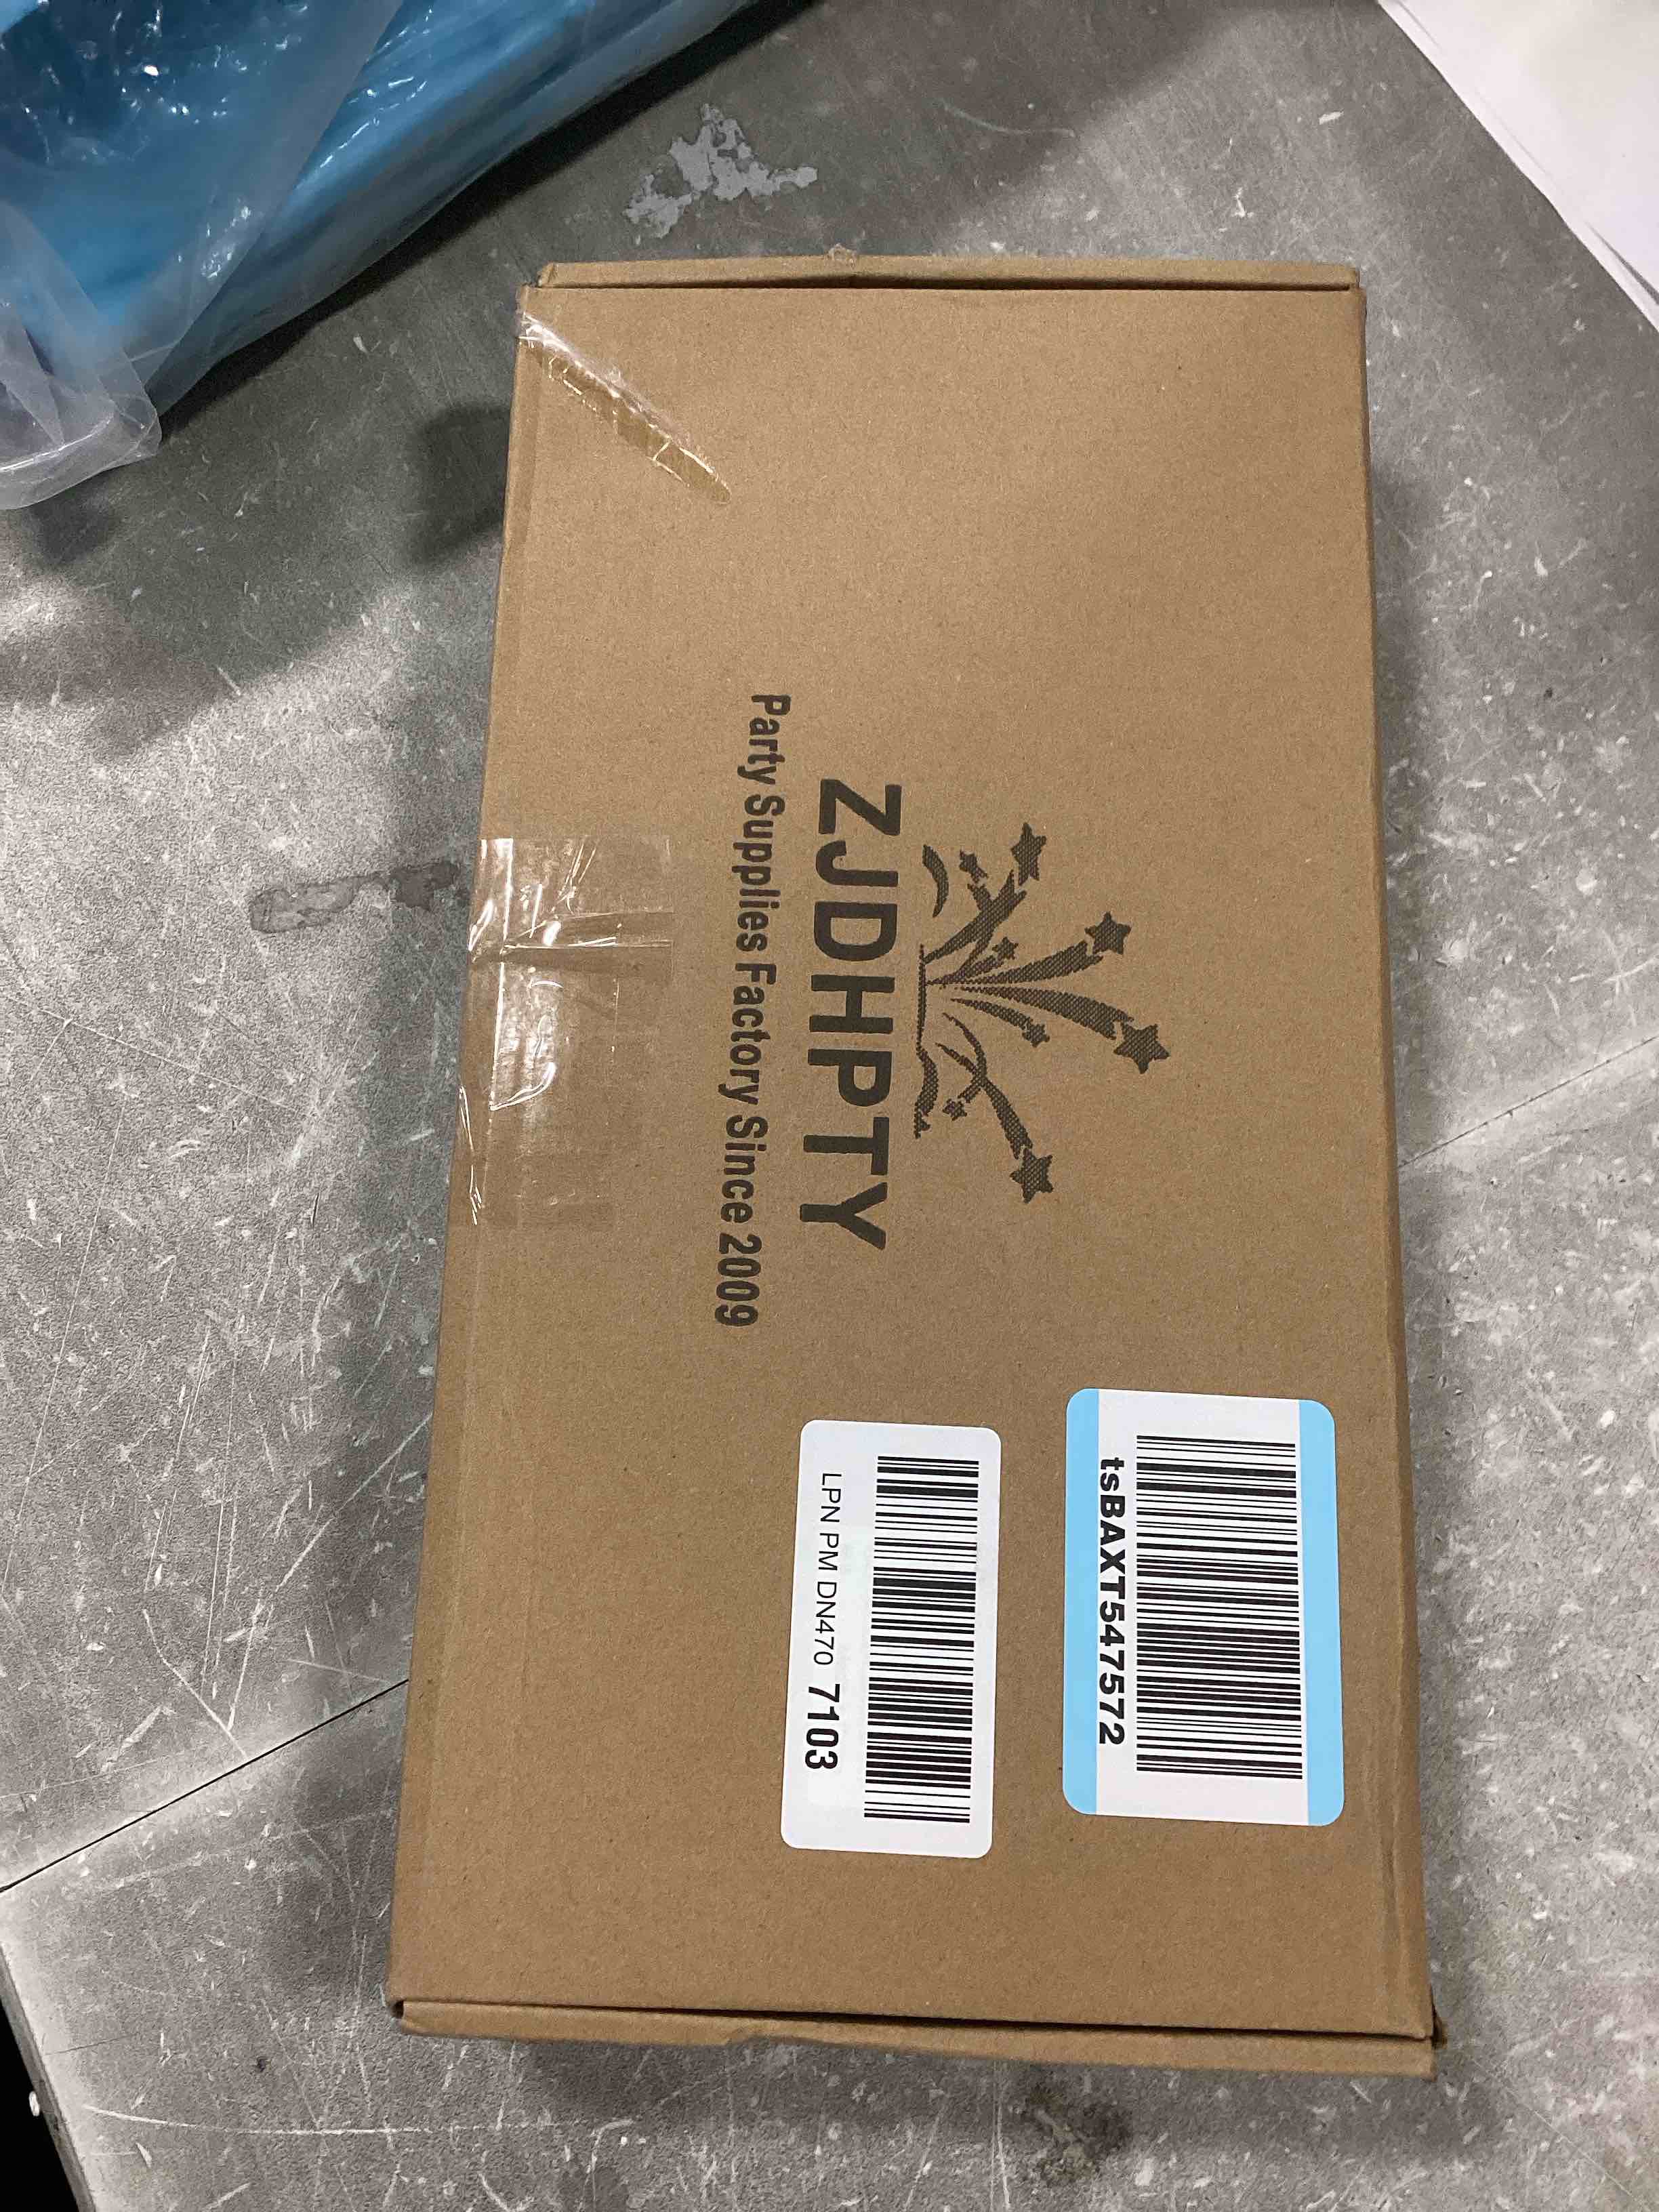 ZJDHPTY
Party Supplies Factory Since 2009
tsBAXT547572
LPN PM DN470 7103